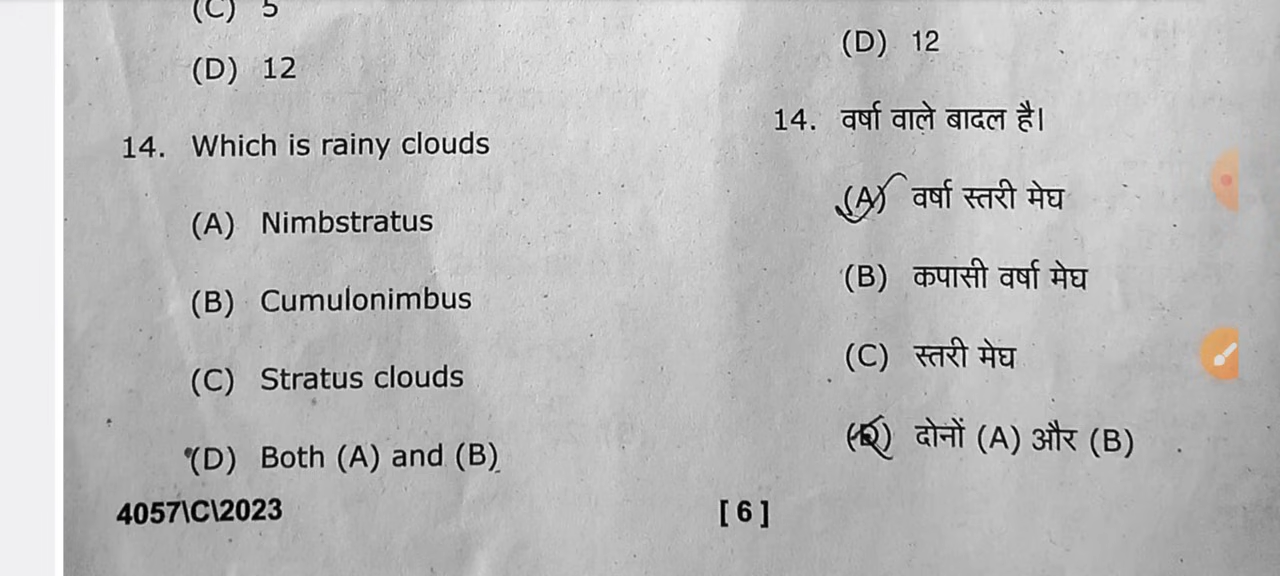 (C) 5
(D) 12
14. Which is rainy clouds
(A) Nimbstratus
(B) Cumulonimbus
(C) Stratus clouds
(D) Both (A) and (B)
4057\C\2023
(D) 12
14. वर्षा वाले बादल है।
(A) वर्षा स्तरी मेघ
(B) कपासी वर्षा मेघ
(C) स्तरी मेघ
(D) दोनों (A) और (B)
[ 6 ]